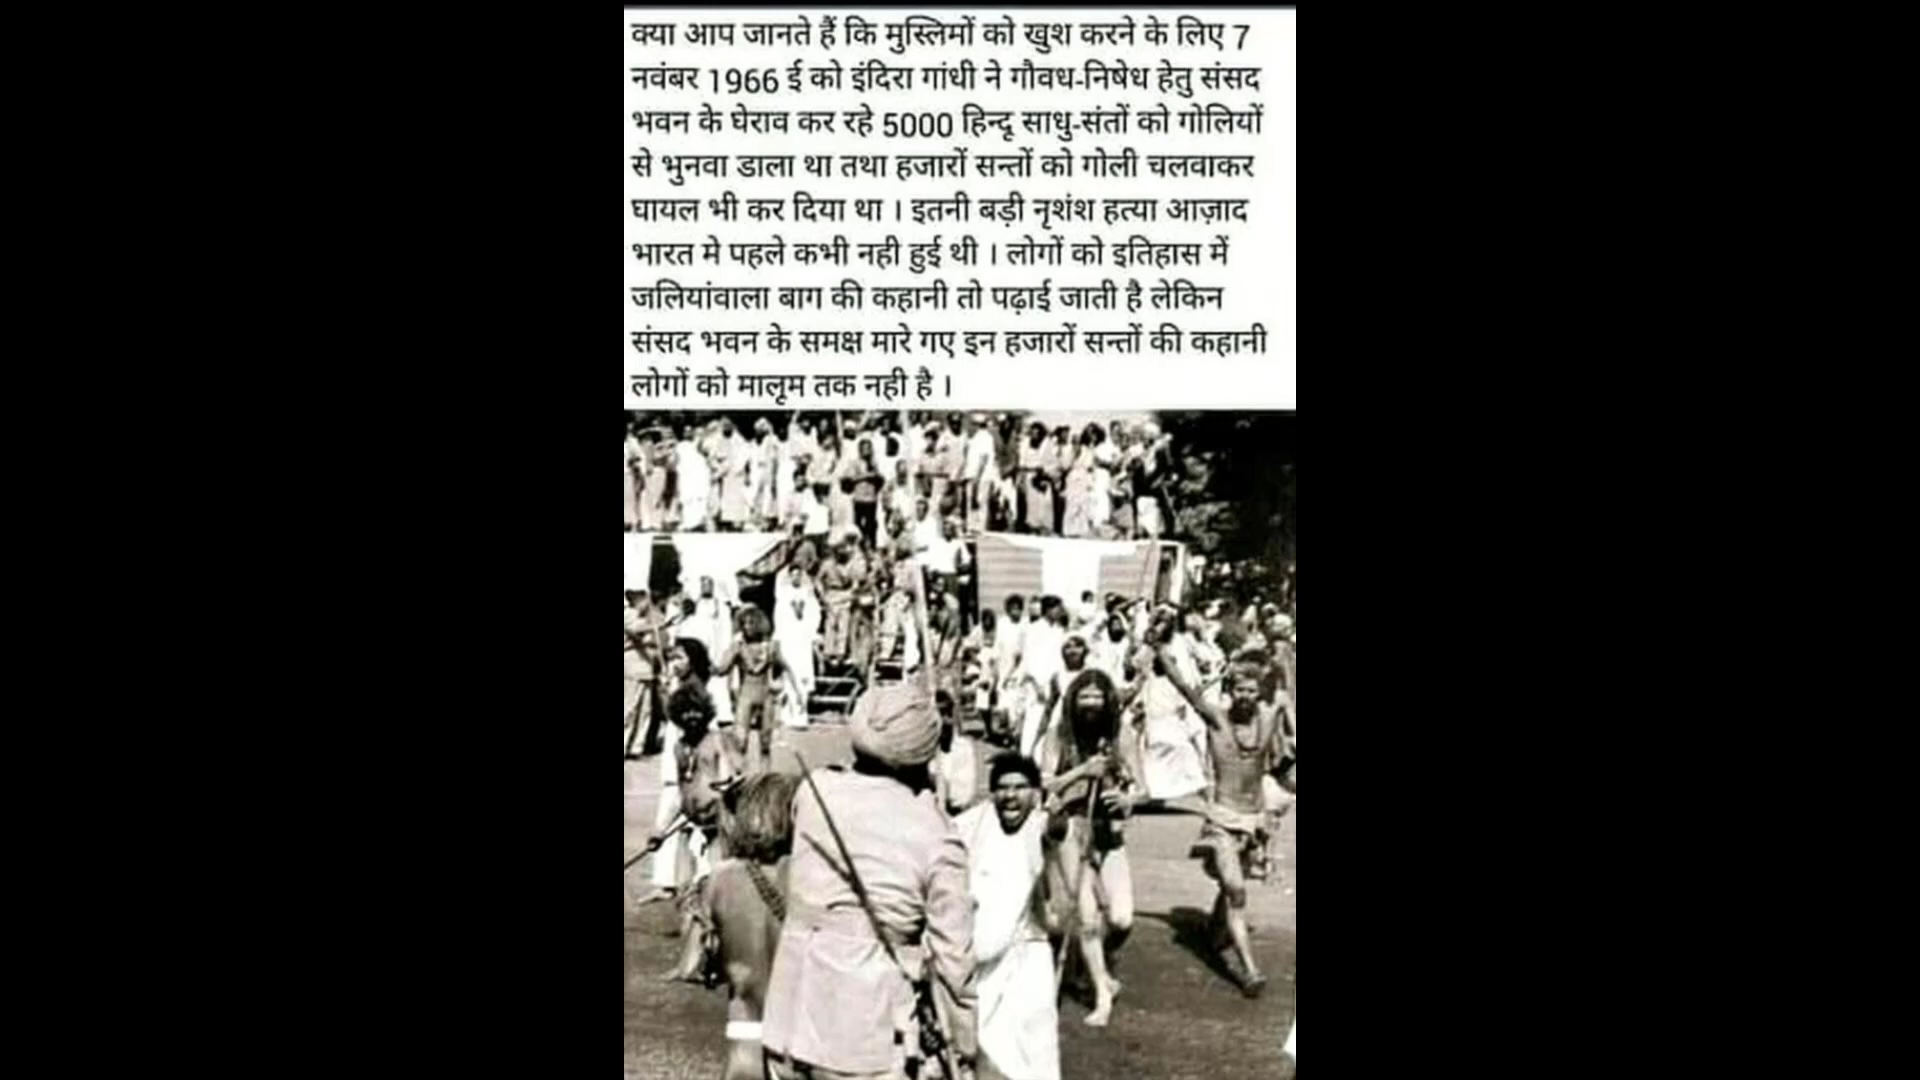 क्या आप जानते हैं कि मुस्लिमों को खुश करने के लिए 7
नवंबर 1966 ई को इंदिरा गांधी ने गौवध-निषेध हेतु संसद
भवन के घेराव कर रहे 5000 हिन्दू साधु-संतों को गोलियों
से भुनवा डाला था तथा हजारों सन्तों को गोली चलवाकर
घायल भी कर दिया था । इतनी बड़ी नृशंश हत्या आज़ाद
भारत मे पहले कभी नही हुई थी । लोगों को इतिहास में
जलियांवाला बाग की कहानी तो पढ़ाई जाती है लेकिन
संसद भवन के समक्ष मारे गए इन हजारों सन्तों की कहानी
लोगों को मालूम तक नही है ।